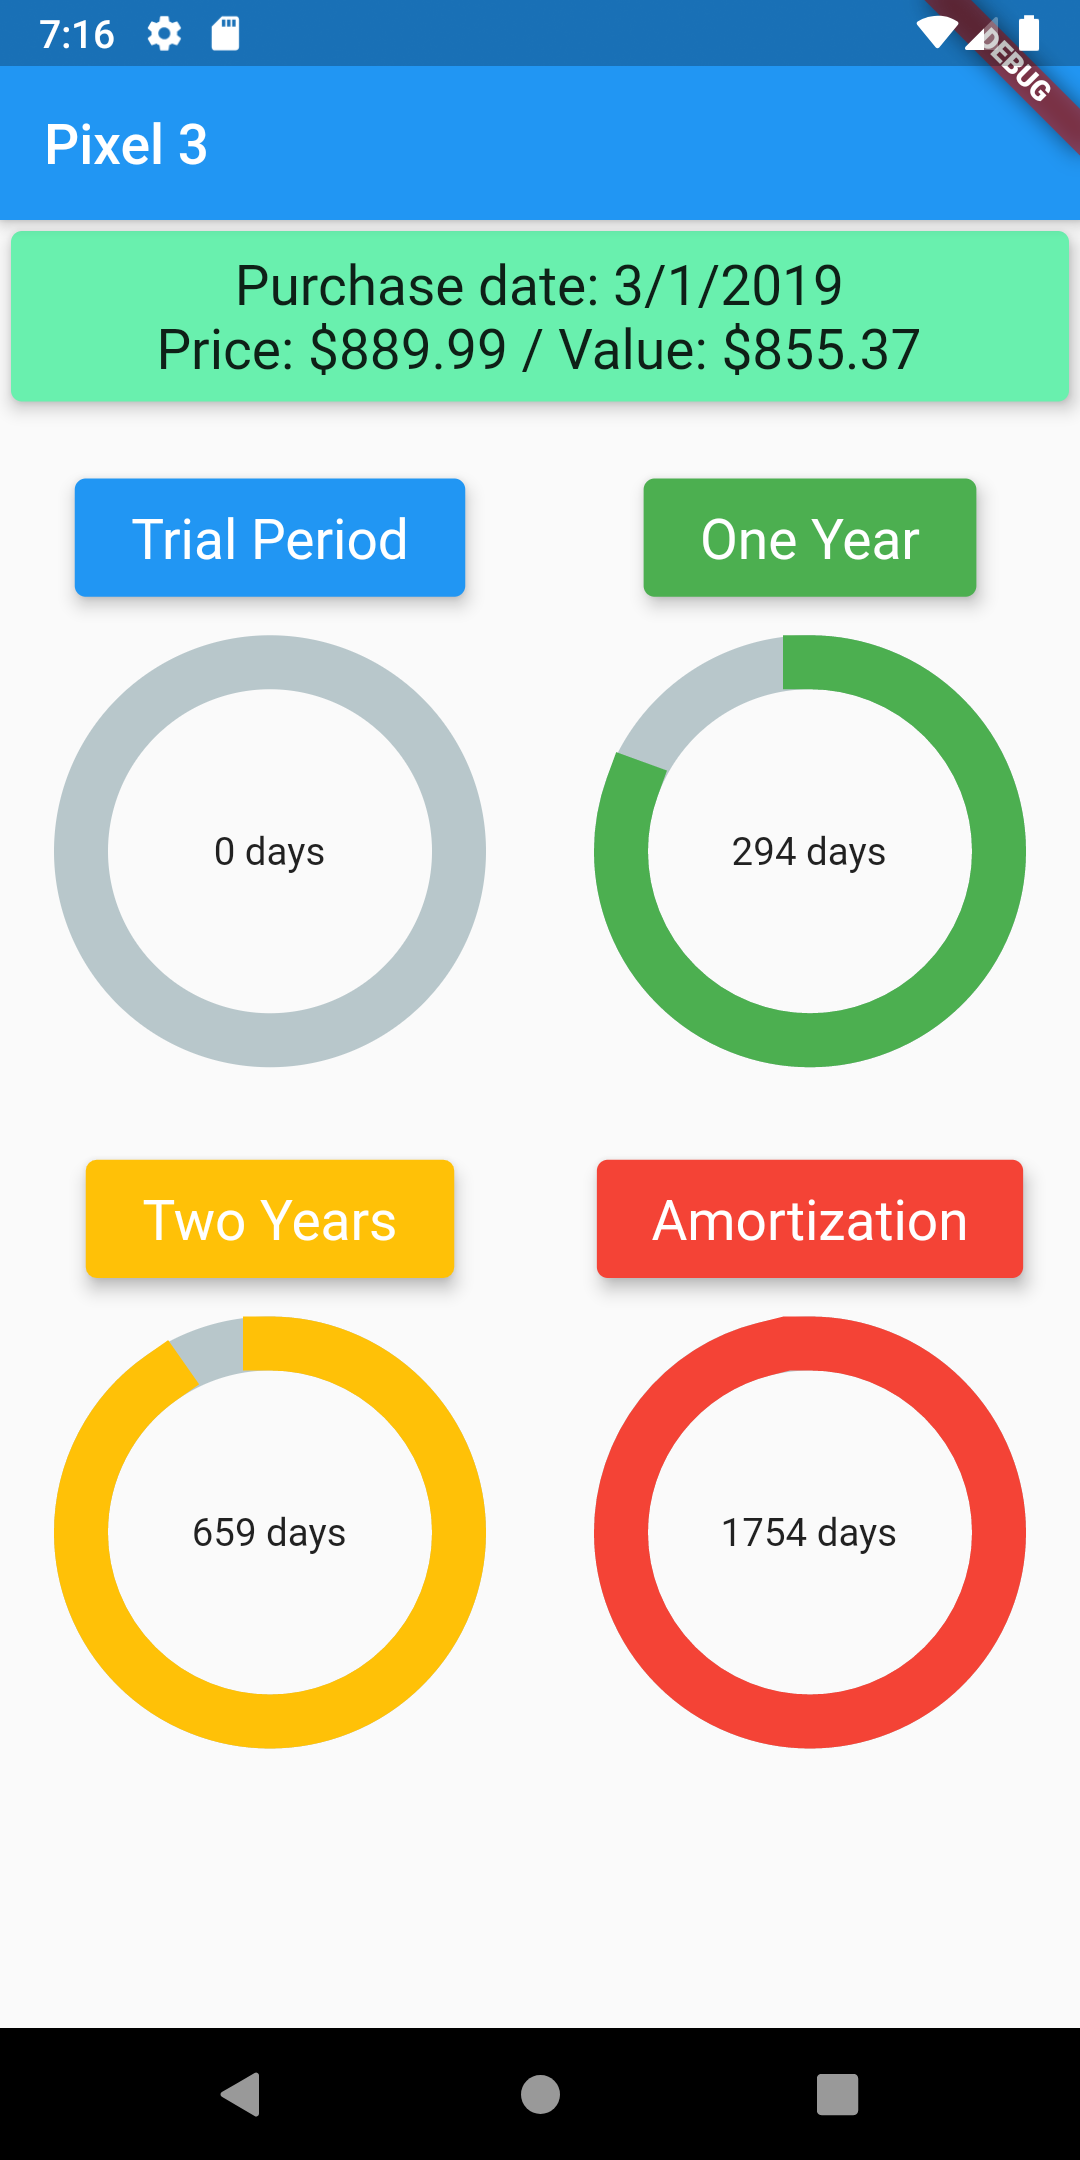 7:16
DEBUG
Pixel 3
Purchase date: 3/1/2019
Price: $889.99 / Value: $855.37
Trial Period
One Year
0 days
294 days
Two Years
Amortization
659 days
1754 days